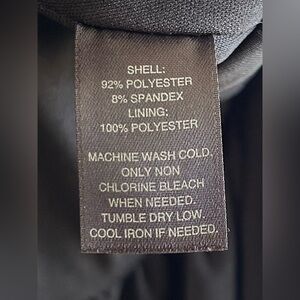 SHELL:
92% POLYESTER
8% SPANDEX
LINING:
100% POLYESTER
MACHINE WASH COLD.
ONLY NON
CHLORINE BLEACH
WHEN NEEDED.
TUMBLE DRY LOW.
COOL IRON IF NEEDED.